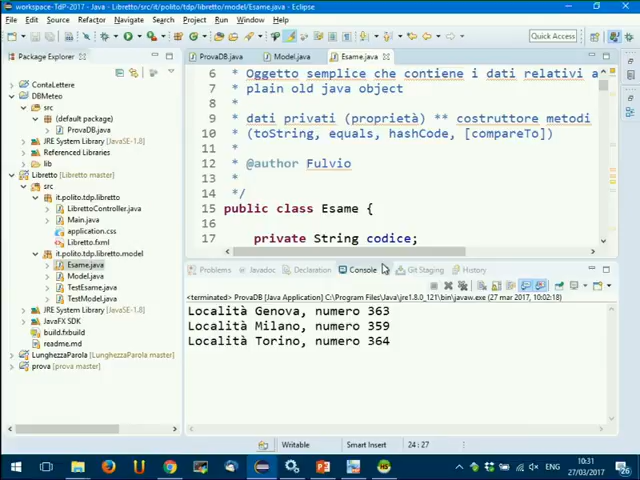 workspace-TdP-2017 - Java - Libretto/src/it/polito/tdp/libretto/model/Esame.java - Eclipse
File Edit Source Refactor Navigate Search Project Run Window Help
Quick Access
Package Explorer
ContaLettere
DBMeteo
src
(default package)
ProvaDB.java
JRE System Library [JavaSE-1.8]
Referenced Libraries
lib
Libretto [Libretto master]
src
it.polito.tdp.libretto
LibrettoController.java
Main.java
application.css
Libretto.fxml
it.polito.tdp.libretto.model
Esame.java
Model.java
TestEsame.java
TestModel.java
JRE System Library [JavaSE-1.8]
JavaFX SDK
build.fxbuild
readme.md
LunghezzaParola [LunghezzaParola master]
prova [prova master]
ProvaDB.java Model.java Esame.java
6 * Oggetto semplice che contiene i dati relativi a
7 * plain old java object
8 *
9 * dati privati (proprietà) ** costruttore metodi
10 * (toString, equals, hashCode, [compareTo])
11 *
12 * @author Fulvio
13 *
14 */
15 public class Esame {
16
17 private String codice;
Problems Javadoc Declaration Console Git Staging History
<terminated> ProvaDB [Java Application] C:\Program Files\Java\jre1.8.0_121\bin\javaw.exe (27 mar 2017, 10:02:18)
Località Genova, numero 363
Località Milano, numero 359
Località Torino, numero 364
Writable Smart Insert 24 : 27
ENG
10:31
27/03/2017
26